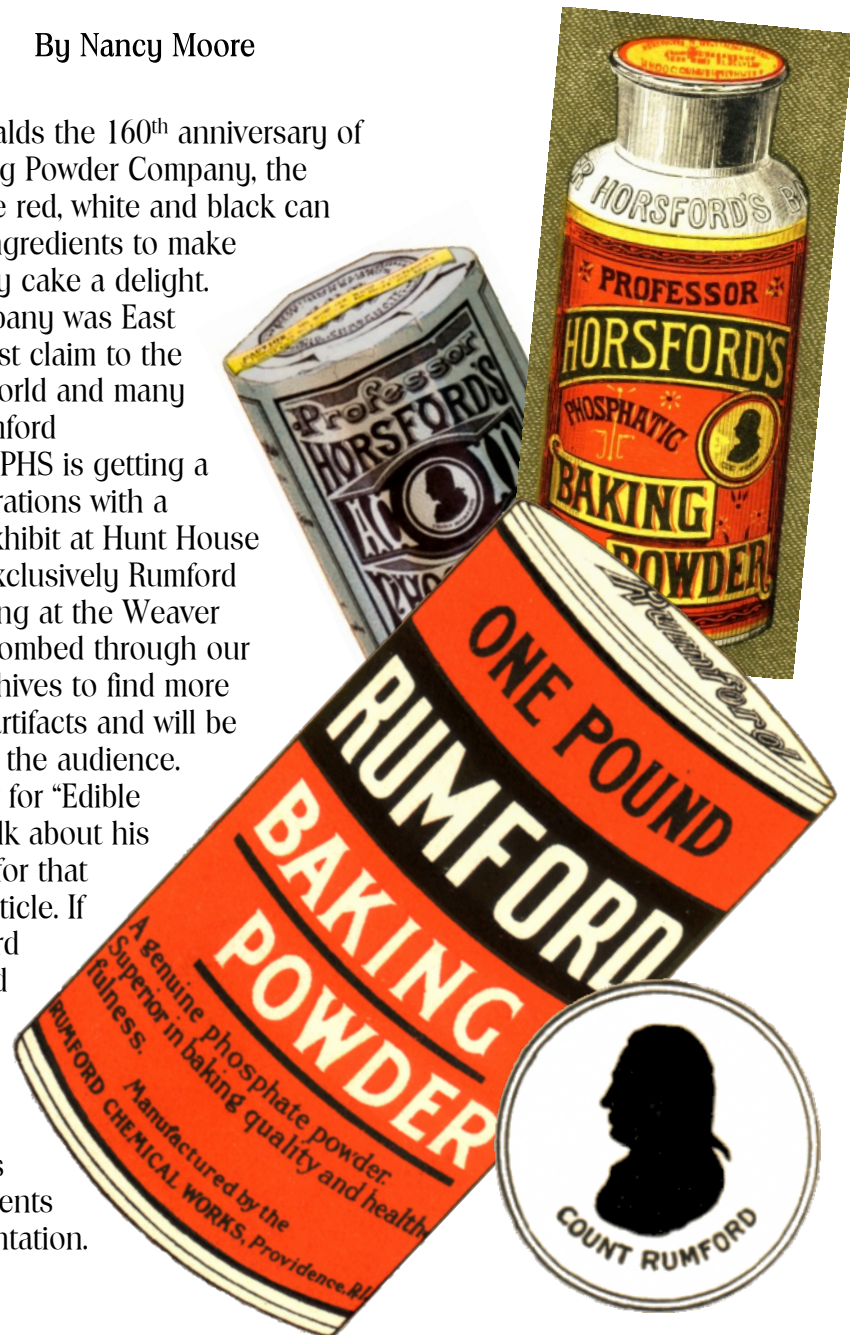 By Nancy Moore
alds the 160th anniversary of
g Powder Company, the
e red, white and black can
ngredients to make
y cake a delight.
pany was East
st claim to the
orld and many
nford
PHS is getting a
rations with a
xhibit at Hunt House
xclusively Rumford
ng at the Weaver
ombed through our
hives to find more
rtifacts and will be
the audience.
for “Edible
lk about his
for that
ticle. If
rd
d
s
ents
ntation.
HORSFORD'S
PROFESSOR
HORSFORD'S
PHOSPHATIC
BAKING
POWDER
Professor
HORSFORD'S
Rumford
ONE POUND
RUMFORD
BAKING
POWDER
A genuine phosphate powder.
Superior in baking quality and health-
fulness.
Manufactured by the
RUMFORD CHEMICAL WORKS, Providence, R.I.
COUNT RUMFORD